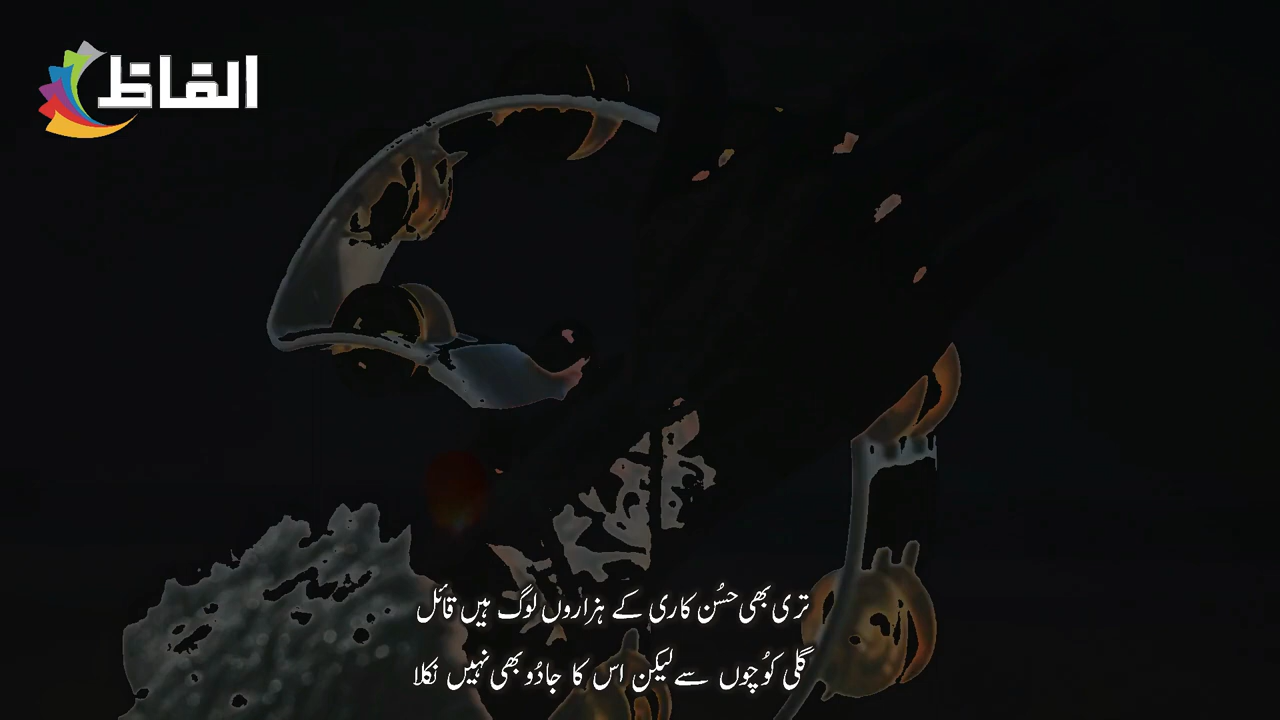 الفاظ
تری بھی حسُن کاری کے ہزاروں لوگ ہیں قائل
گلی کوُچوں سے لیکن اس کا جادُو بھی نہیں نکلا